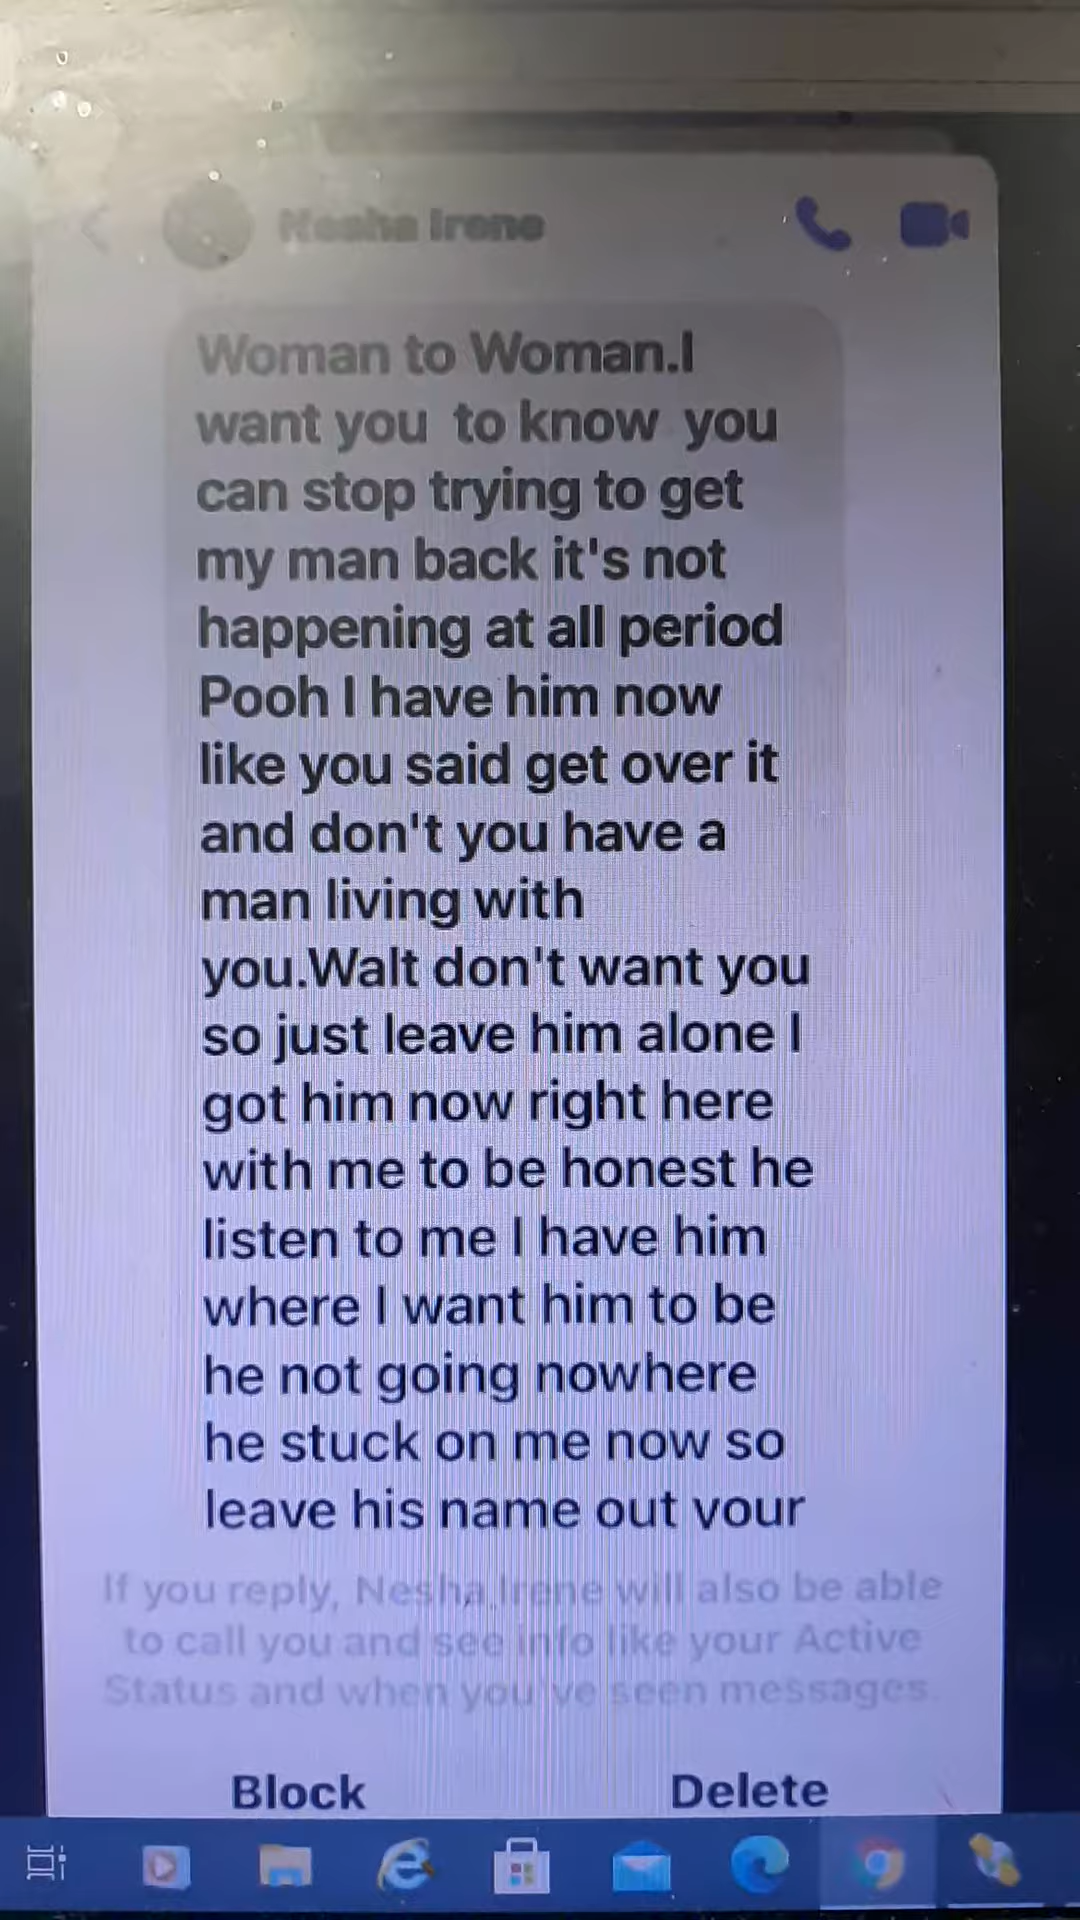 Nesha Irene
Woman to Woman.I
want you to know you
can stop trying to get
my man back it's not
happening at all period
Pooh I have him now
like you said get over it
and don't you have a
man living with
you.Walt don't want you
so just leave him alone I
got him now right here
with me to be honest he
listen to me I have him
where I want him to be
he not going nowhere
he stuck on me now so
leave his name out your
If you reply, Nesha Irene will also be able
to call you and see info like your Active
Status and when you've seen messages.
Block Delete